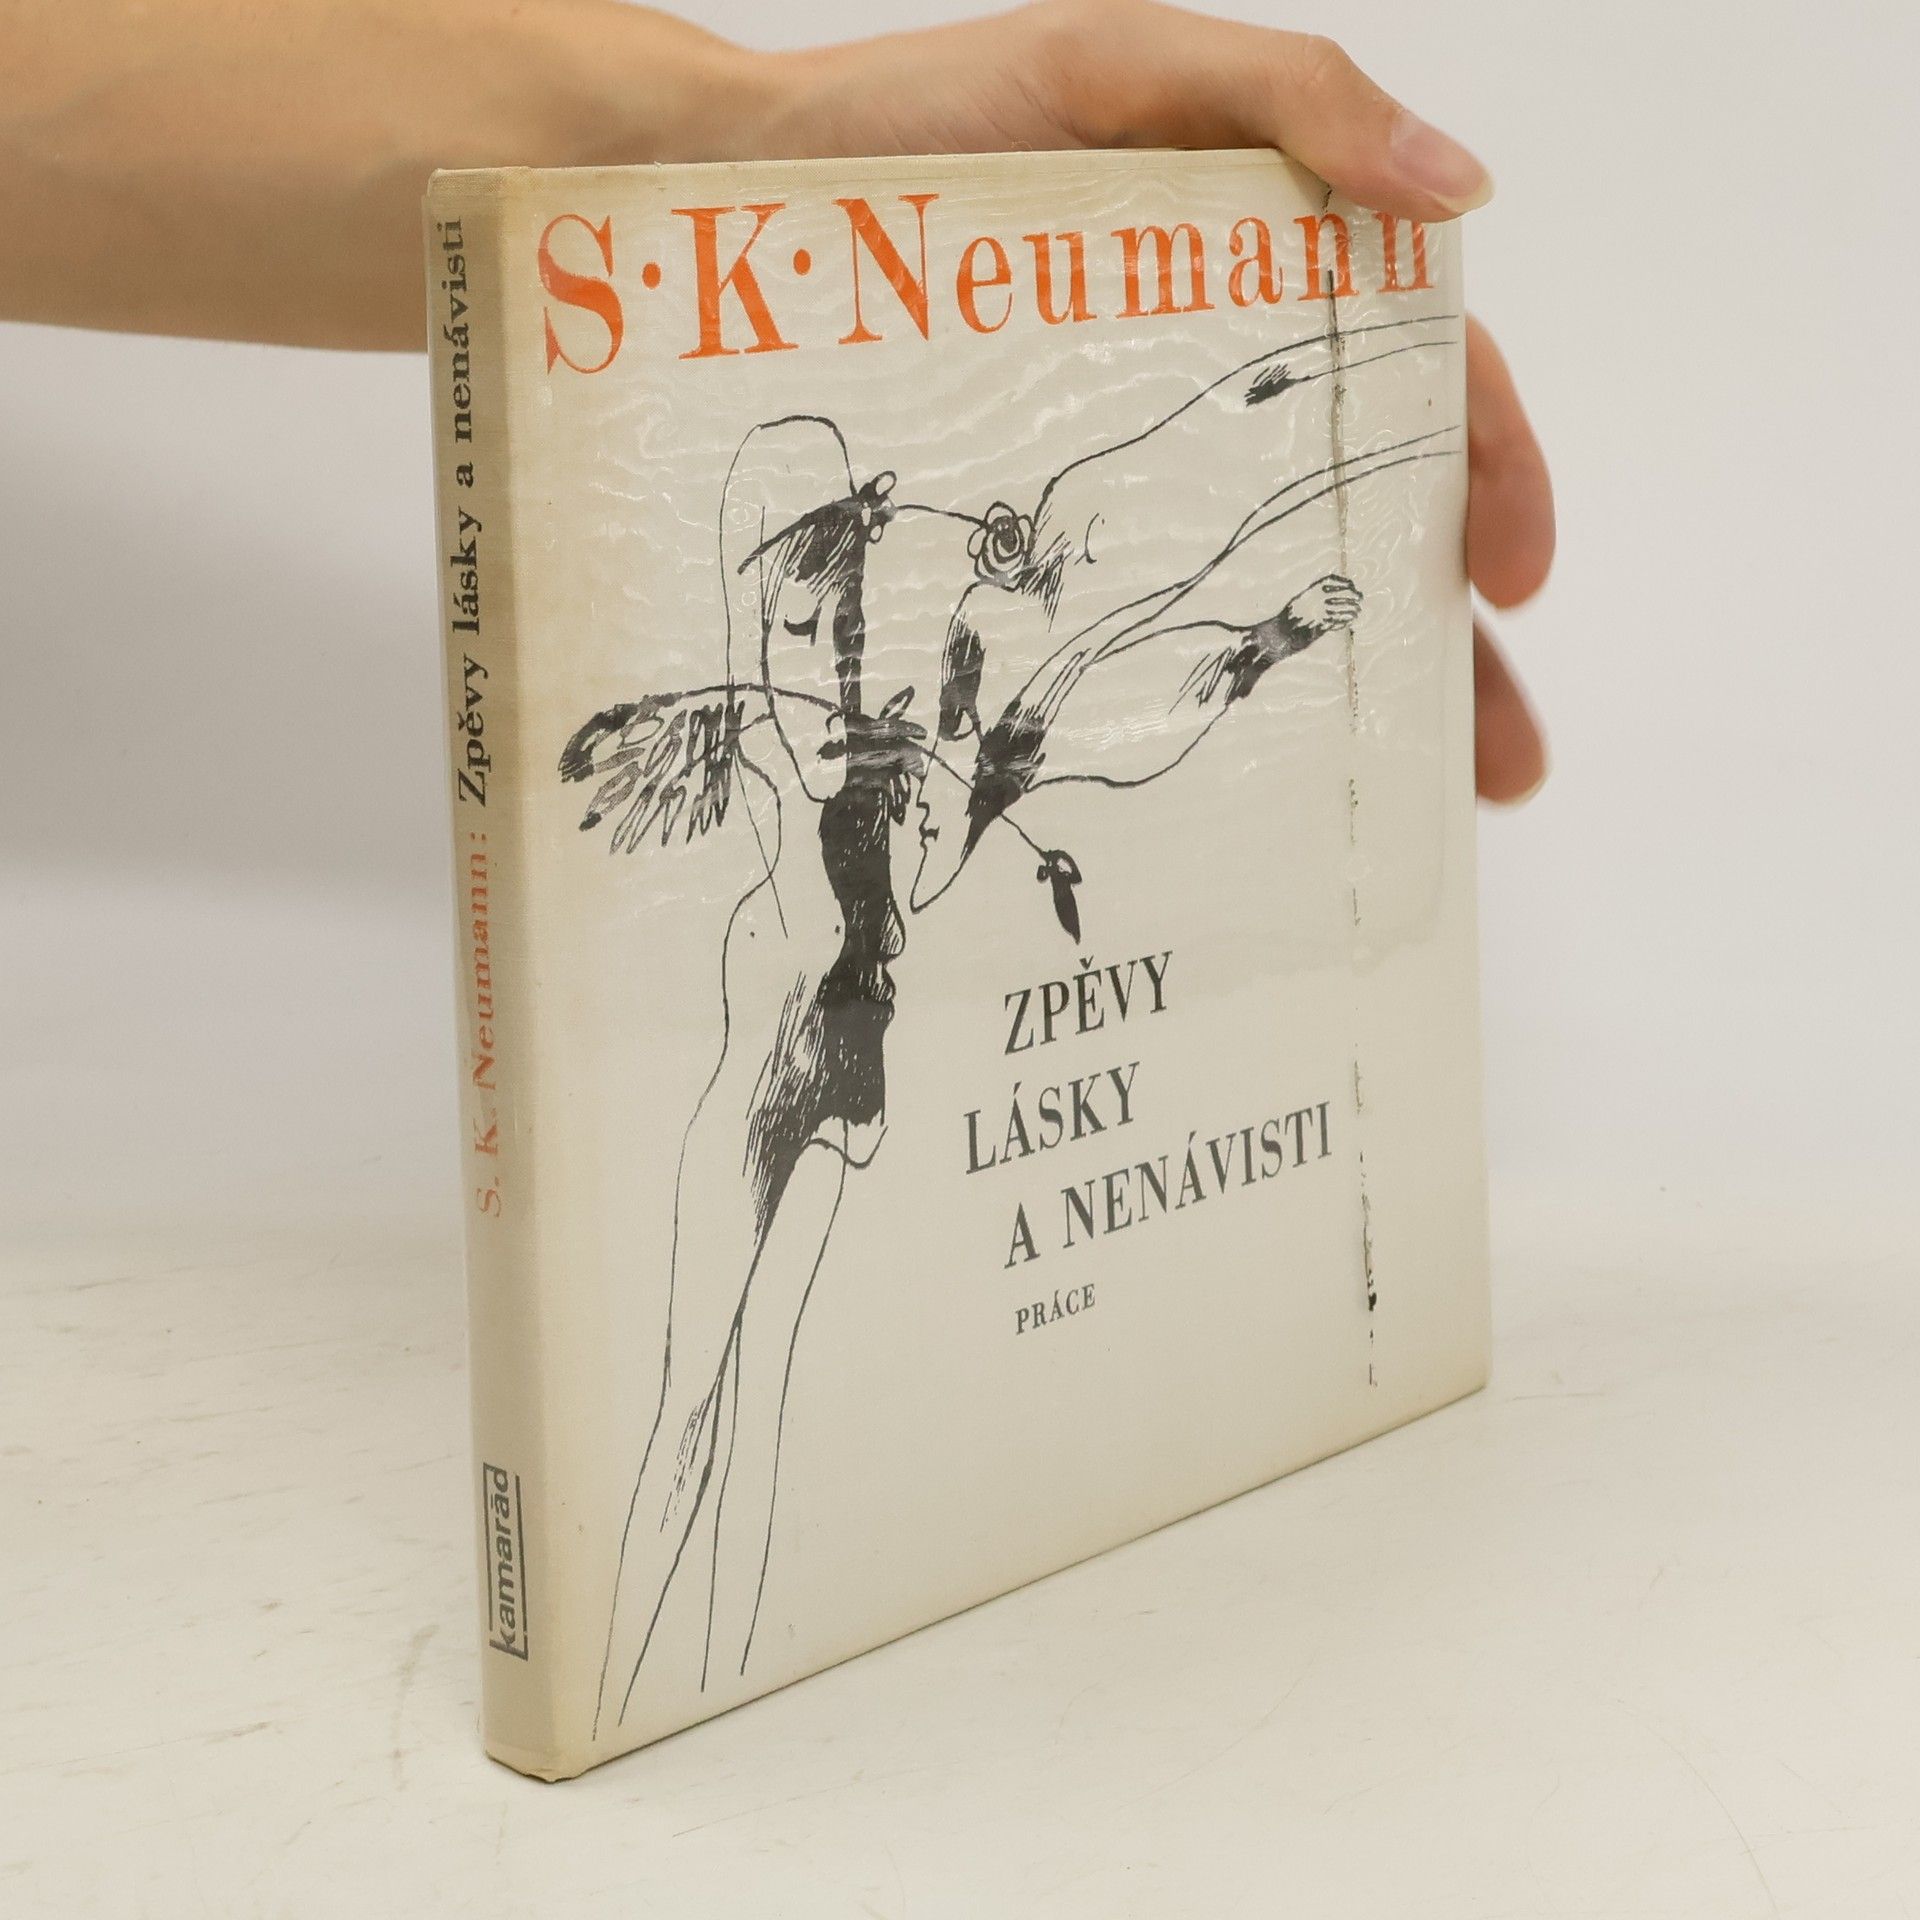 S·K·Neumann
ZPĚVY
LÁSKY
A NENÁVISTI
PRÁCE
S. K. Neumann: Zpěvy lásky a nenávisti
kamarád